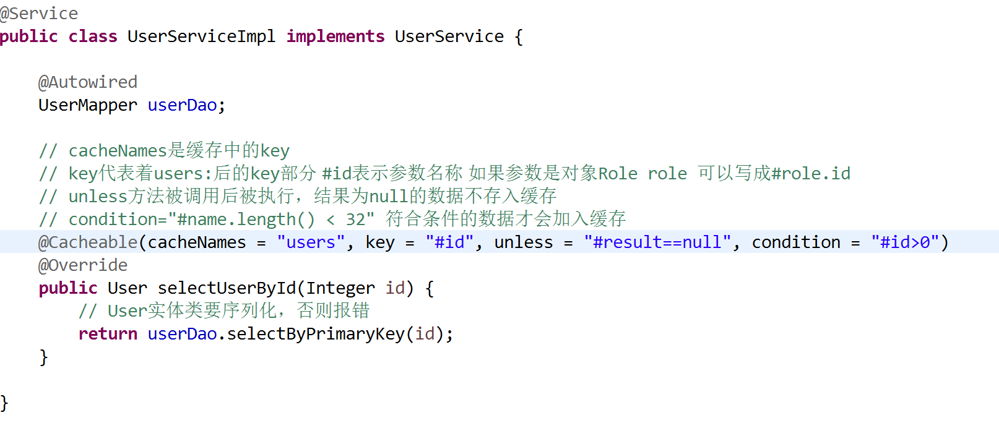 @Service
public class UserServiceImpl implements UserService {
@Autowired
UserMapper userDao;
// cacheNames是缓存中的key
// key代表着users:后的key部分 #id表示参数名称 如果参数是对象Role role 可以写成#role.id
// unless方法被调用后被执行，结果为null的数据不存入缓存
// condition="#name.length() < 32" 符合条件的数据才会加入缓存
@Cacheable(cacheNames = "users", key = "#id", unless = "#result==null", condition = "#id>0")
@Override
public User selectUserById(Integer id) {
// User实体类要序列化，否则报错
return userDao.selectByPrimaryKey(id);
}
}